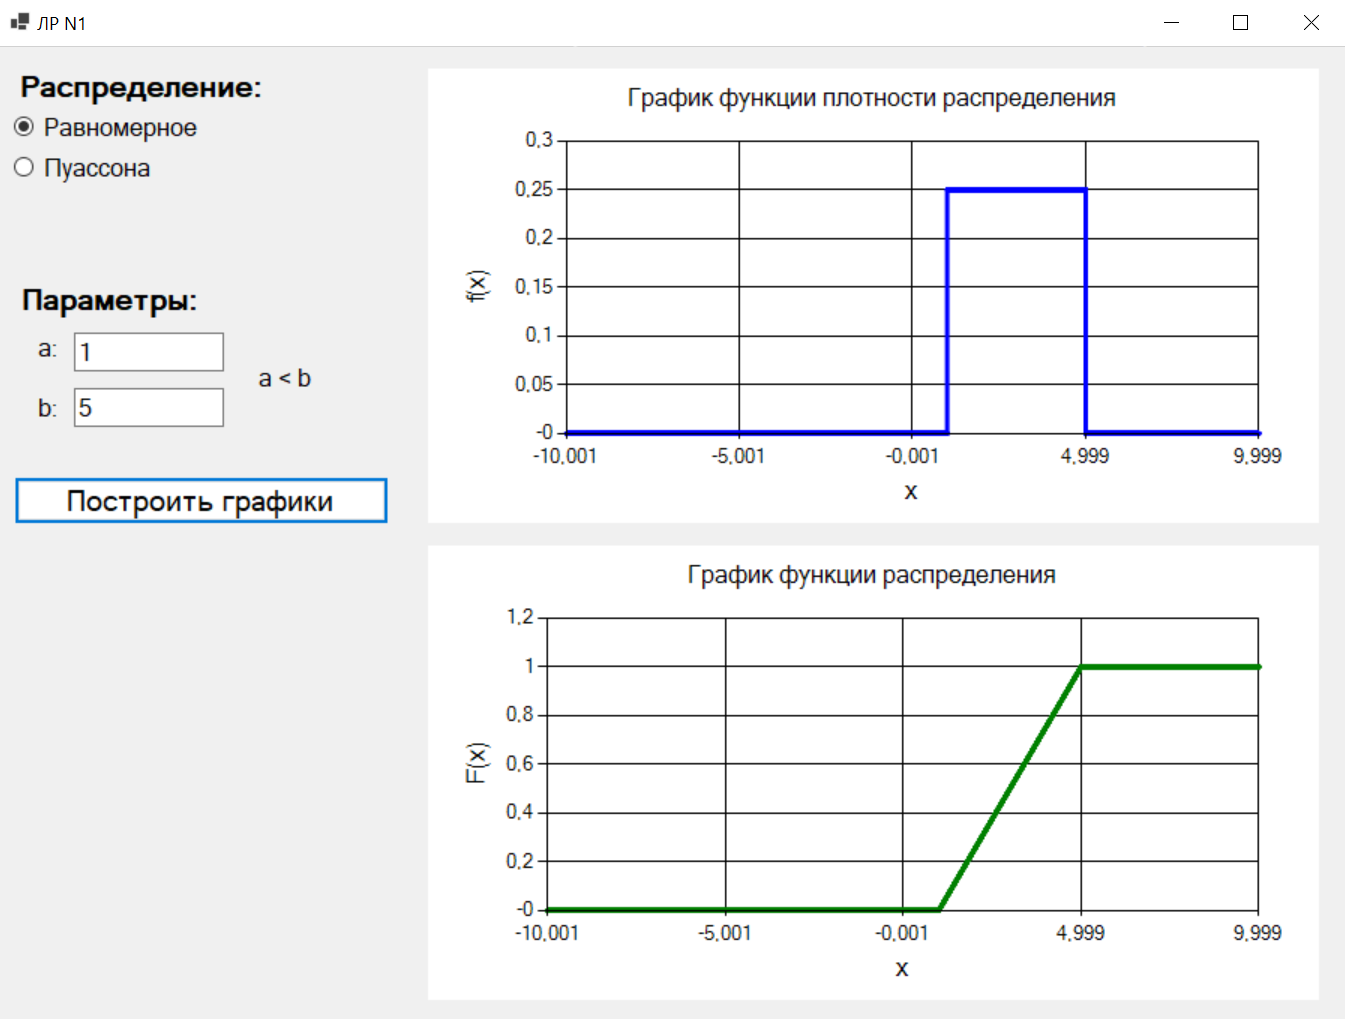 ЛР N1
Распределение:
Равномерное
Пуассона
Параметры:
a: 1
a < b
b: 5
Построить графики
График функции плотности распределения
0,3
0,25
0,2
0,15
0,1
0,05
-0
f(x)
-10,001 -5,001 -0,001 4,999 9,999
x
График функции распределения
1,2
1
0,8
0,6
0,4
0,2
-0
F(x)
-10,001 -5,001 -0,001 4,999 9,999
x